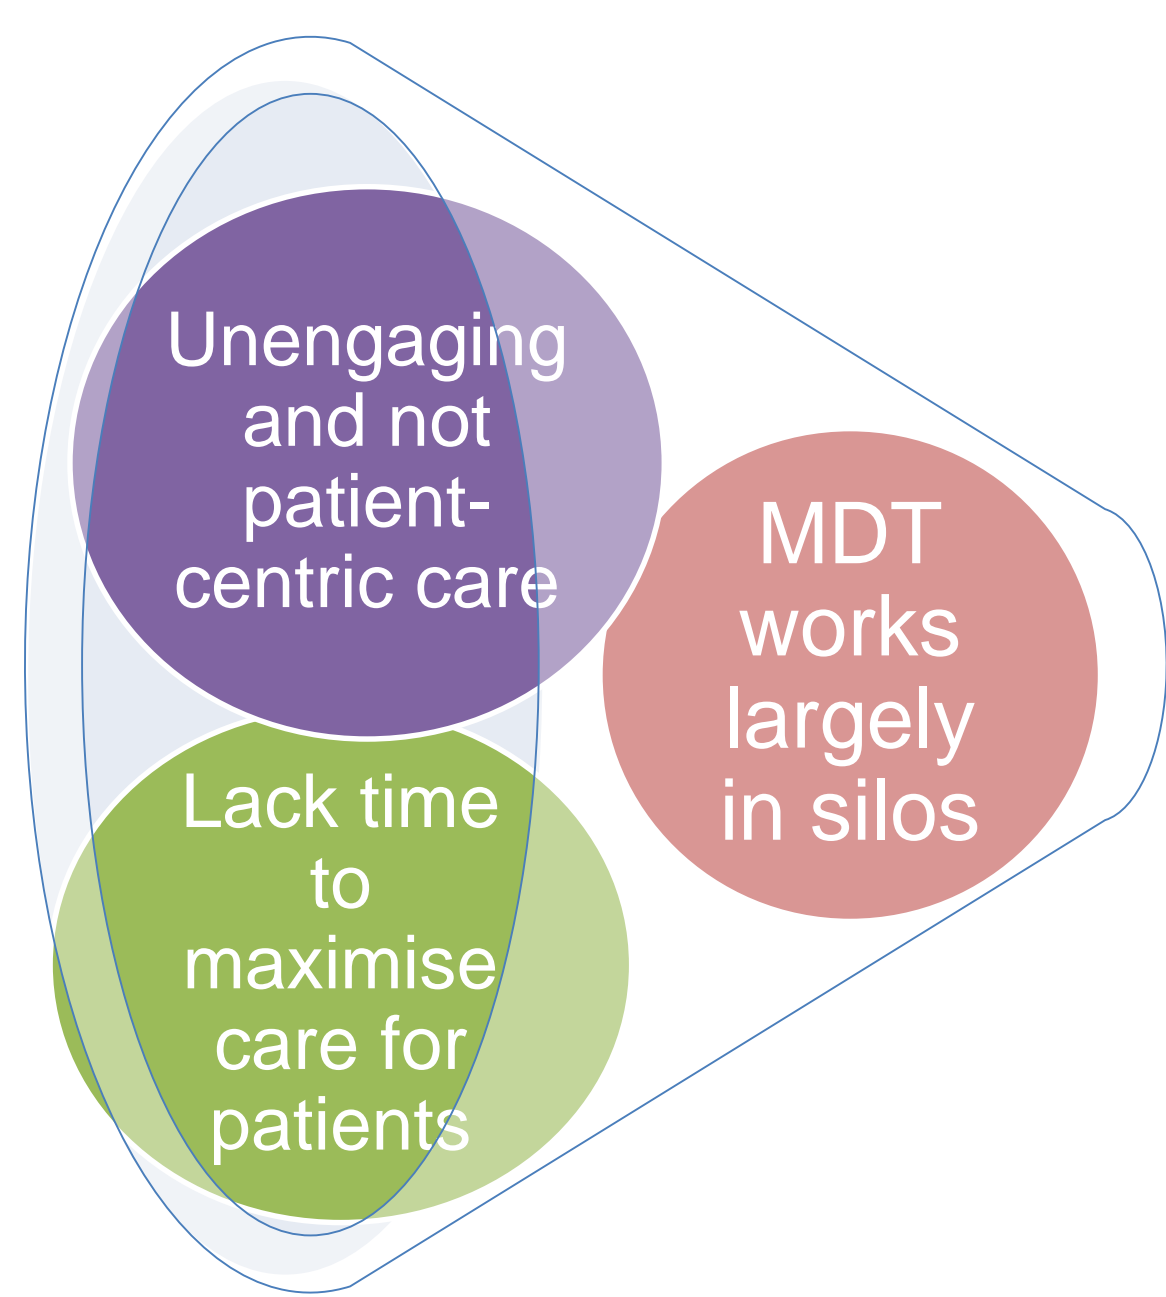 Unengaging
and not
patient-
centric care
MDT
works
largely
in silos
Lack time
to
maximise
care for
patients